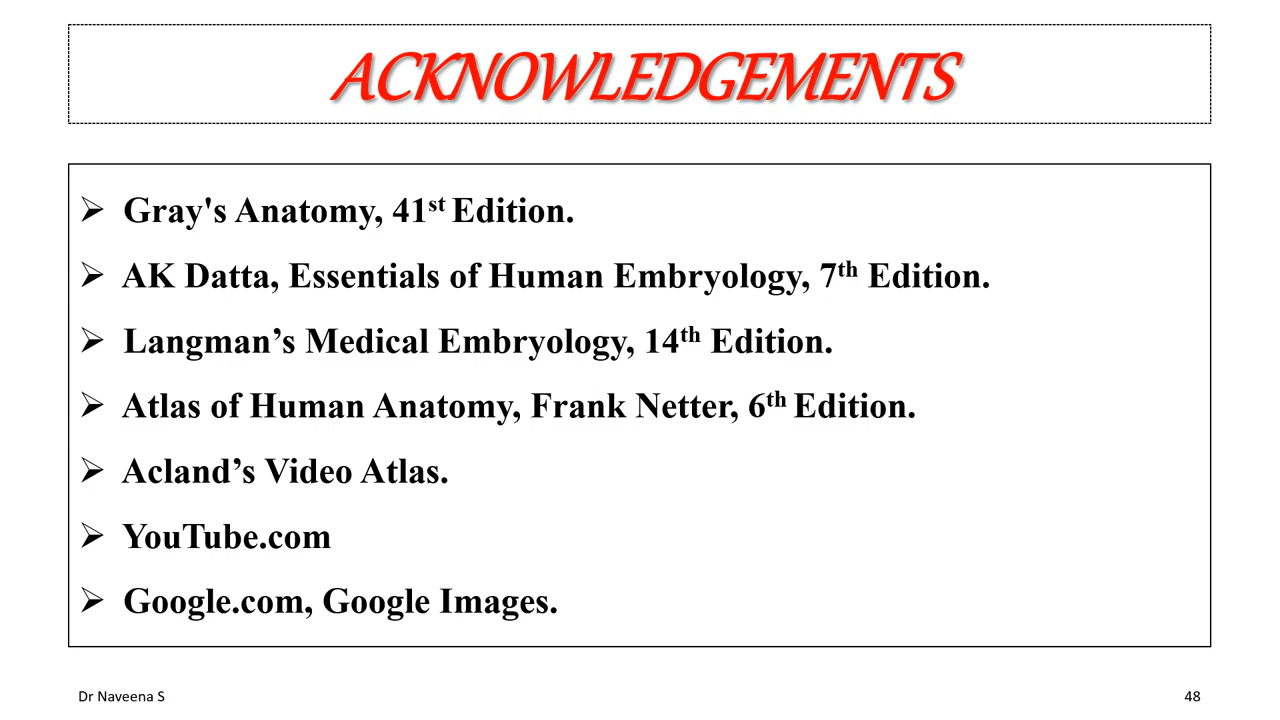 ACKNOWLEDGEMENTS
➢ Gray's Anatomy, 41st Edition.
➢ AK Datta, Essentials of Human Embryology, 7th Edition.
➢ Langman’s Medical Embryology, 14th Edition.
➢ Atlas of Human Anatomy, Frank Netter, 6th Edition.
➢ Acland’s Video Atlas.
➢ YouTube.com
➢ Google.com, Google Images.
Dr Naveena S 48